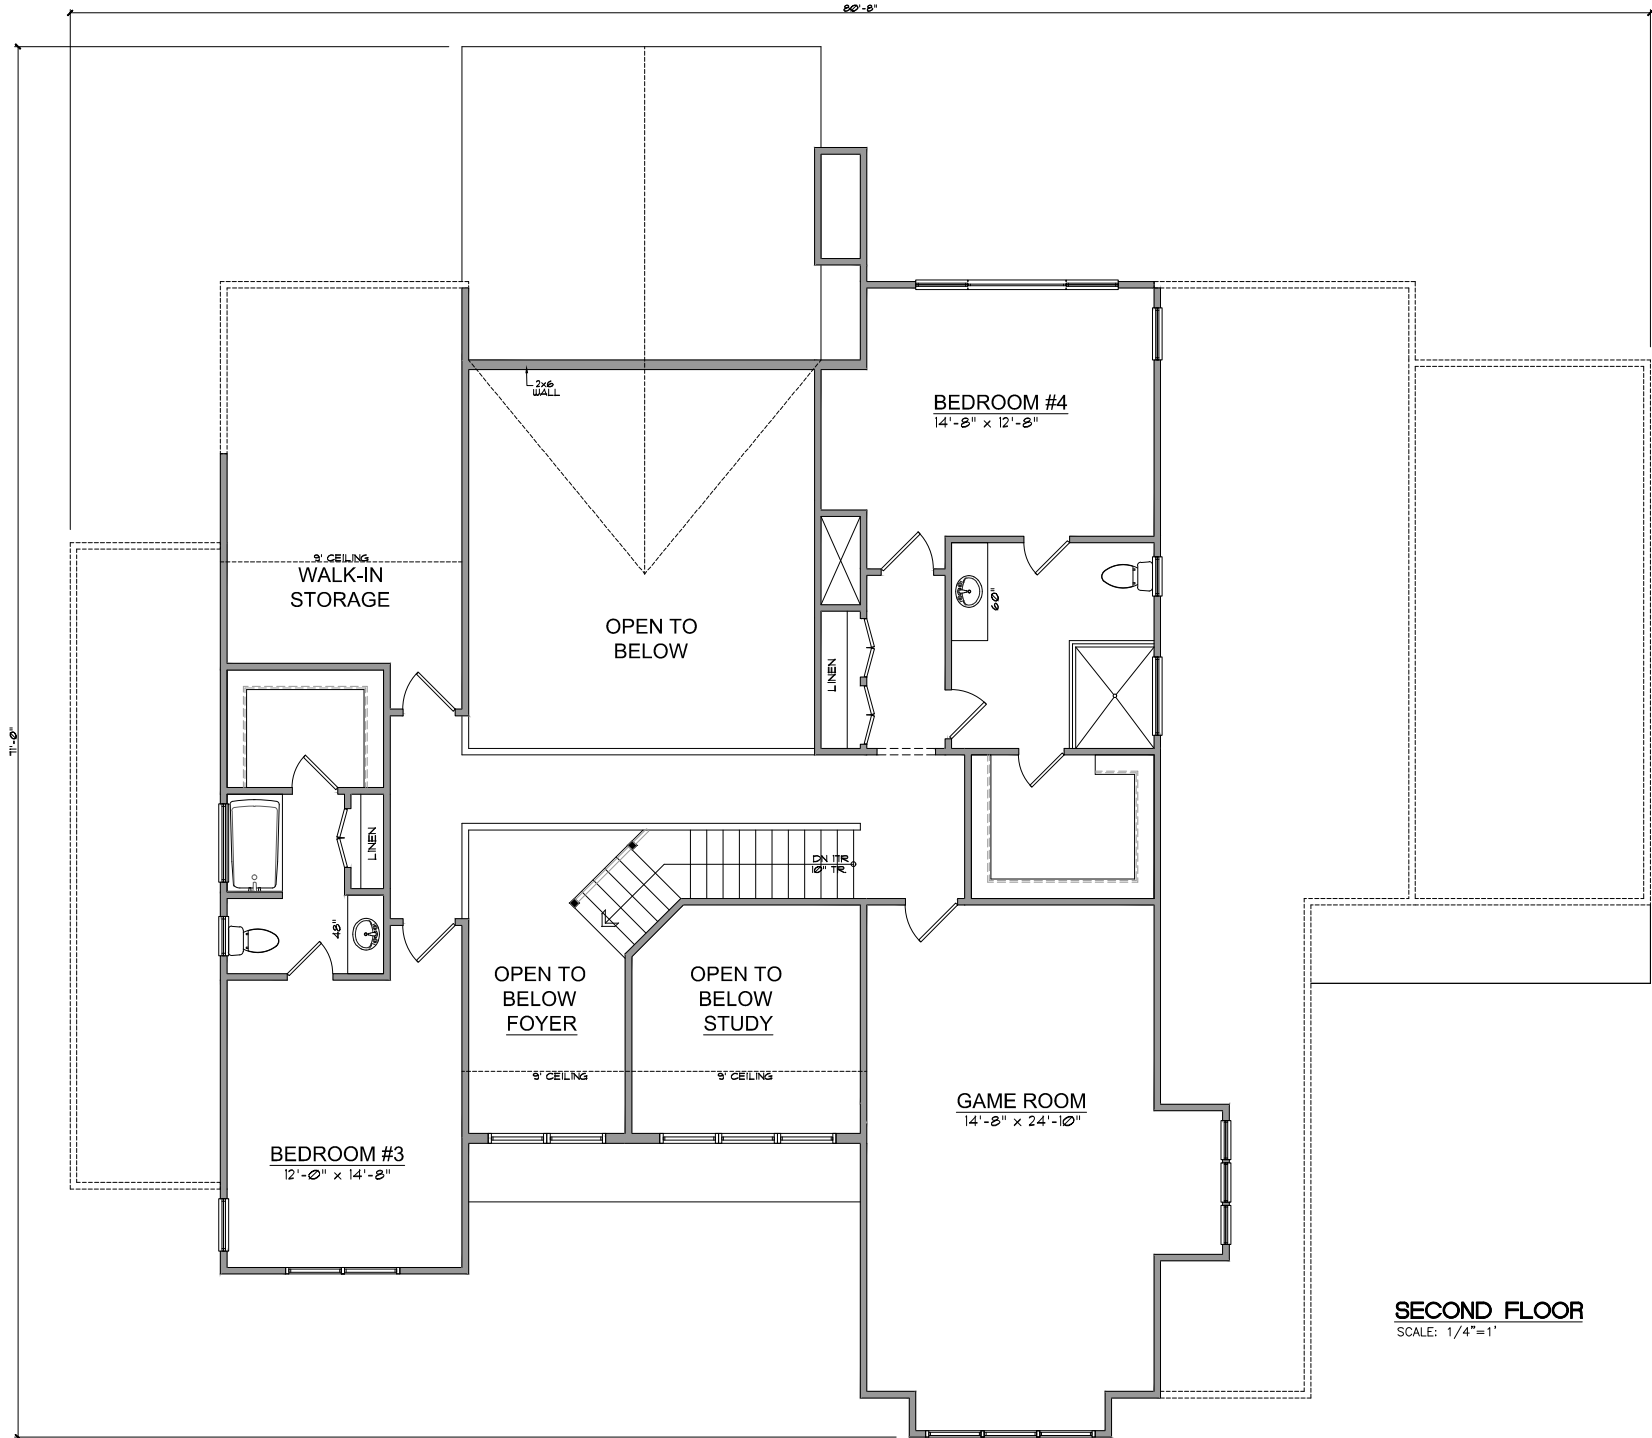 80'-8"
2x6
WALL
BEDROOM #4
14'-8" x 12'-8"
9' CEILING
WALK-IN
STORAGE
60"
OPEN TO
BELOW
LINEN
71'-0"
LINEN
DN 17R
10" TR
48"
OPEN TO
BELOW
FOYER
OPEN TO
BELOW
STUDY
9' CEILING
9' CEILING
GAME ROOM
14'-8" x 24'-10"
BEDROOM #3
12'-0" x 14'-8"
SECOND FLOOR
SCALE: 1/4"=1'